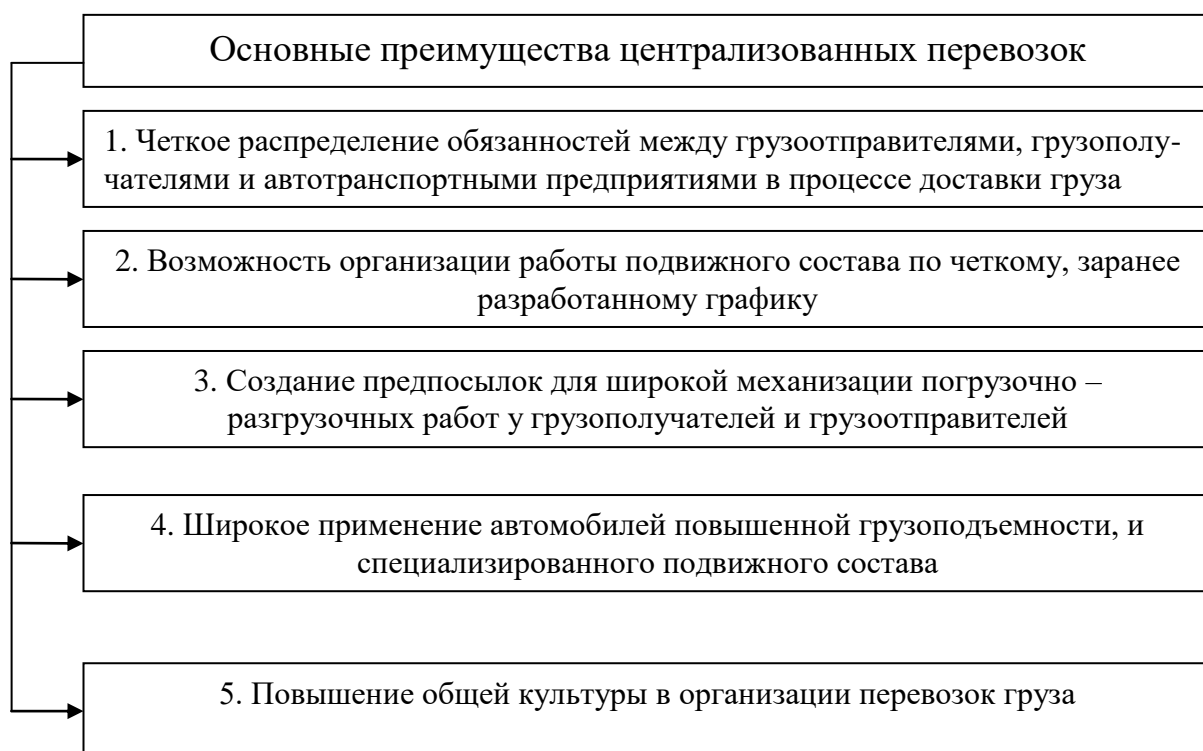 Основные преимущества централизованных перевозок
1. Четкое распределение обязанностей между грузоотправителями, грузополу-
чателями и автотранспортными предприятиями в процессе доставки груза
2. Возможность организации работы подвижного состава по четкому, заранее
разработанному графику
3. Создание предпосылок для широкой механизации погрузочно –
разгрузочных работ у грузополучателей и грузоотправителей
4. Широкое применение автомобилей повышенной грузоподъемности, и
специализированного подвижного состава
5. Повышение общей культуры в организации перевозок груза